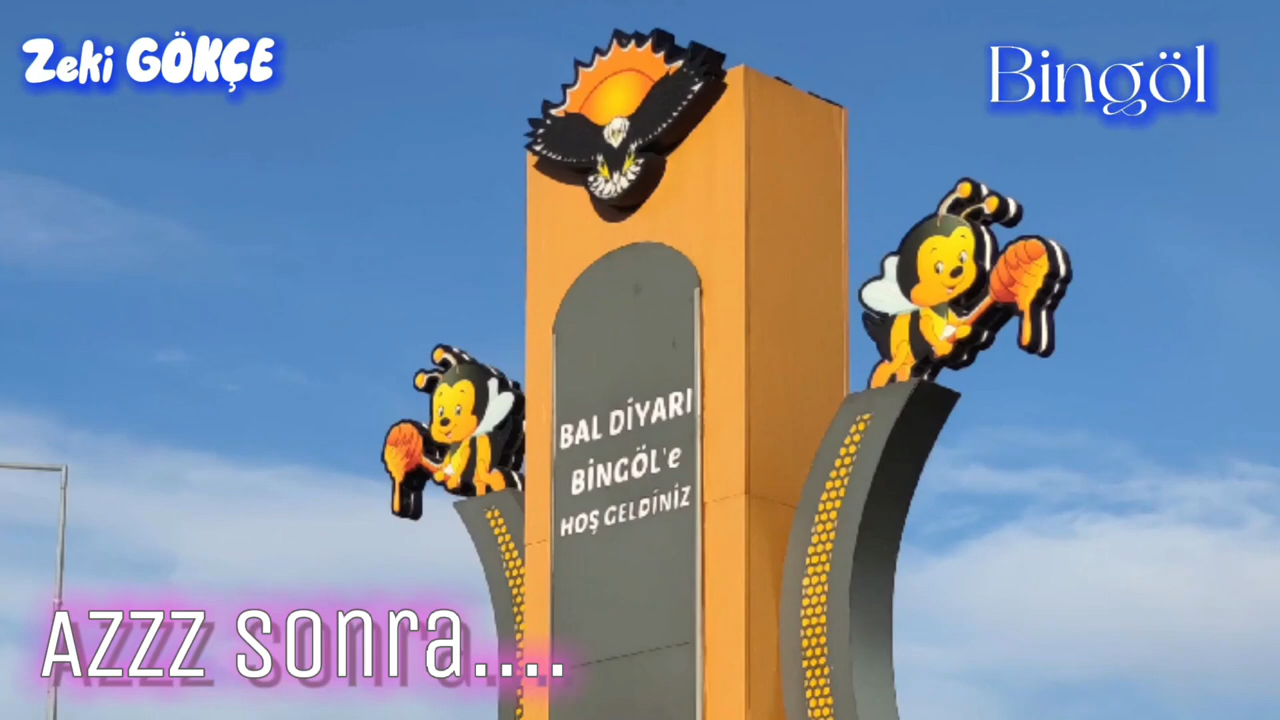 Zeki GÖKÇE
Bingöl
BAL DİYARI
BİNGÖL'e
HOŞ GELDİNİZ
Azzz sonra....